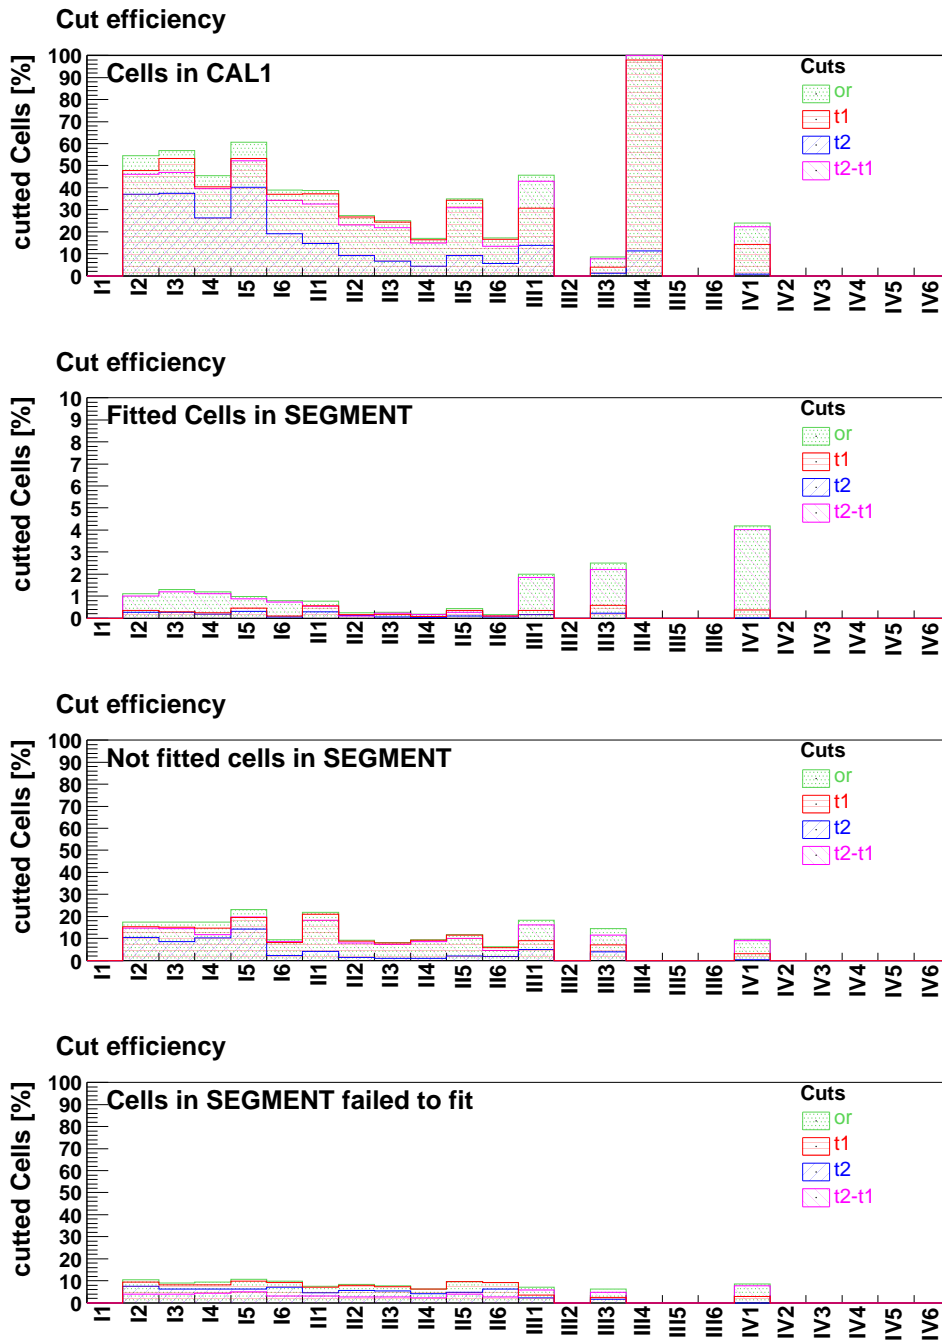 Cut efficiency
cutted Cells [%]
100
90
80
70
60
50
40
30
20
10
0
Cells in CAL1
Cuts
or
t1
t2
t2-t1
I1 I2 I3 I4 I5 I6 II1 II2 II3 II4 II5 II6 III1 III2 III3 III4 III5 III6 IV1 IV2 IV3 IV4 IV5 IV6
Cut efficiency
cutted Cells [%]
10
9
8
7
6
5
4
3
2
1
0
Fitted Cells in SEGMENT
Cuts
or
t1
t2
t2-t1
I1 I2 I3 I4 I5 I6 II1 II2 II3 II4 II5 II6 III1 III2 III3 III4 III5 III6 IV1 IV2 IV3 IV4 IV5 IV6
Cut efficiency
cutted Cells [%]
100
90
80
70
60
50
40
30
20
10
0
Not fitted cells in SEGMENT
Cuts
or
t1
t2
t2-t1
I1 I2 I3 I4 I5 I6 II1 II2 II3 II4 II5 II6 III1 III2 III3 III4 III5 III6 IV1 IV2 IV3 IV4 IV5 IV6
Cut efficiency
cutted Cells [%]
100
90
80
70
60
50
40
30
20
10
0
Cells in SEGMENT failed to fit
Cuts
or
t1
t2
t2-t1
I1 I2 I3 I4 I5 I6 II1 II2 II3 II4 II5 II6 III1 III2 III3 III4 III5 III6 IV1 IV2 IV3 IV4 IV5 IV6